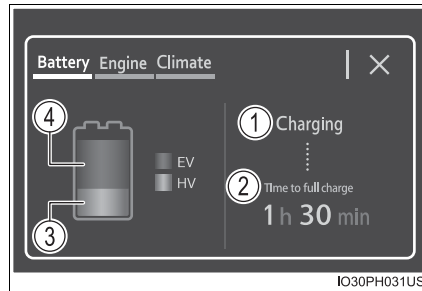 Battery Engine Climate
4
1 Charging
EV
HV
2 TIme to full charge
1 h 30 min
3
IO30PH031US